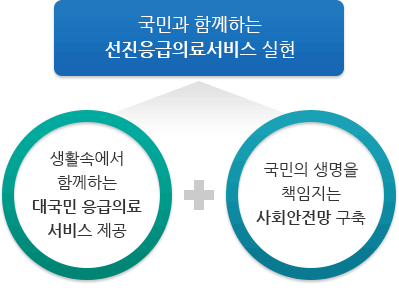 국민과 함께하는
선진응급의료서비스 실현
생활속에서
함께하는
대국민 응급의료
서비스 제공
국민의 생명을
책임지는
사회안전망 구축